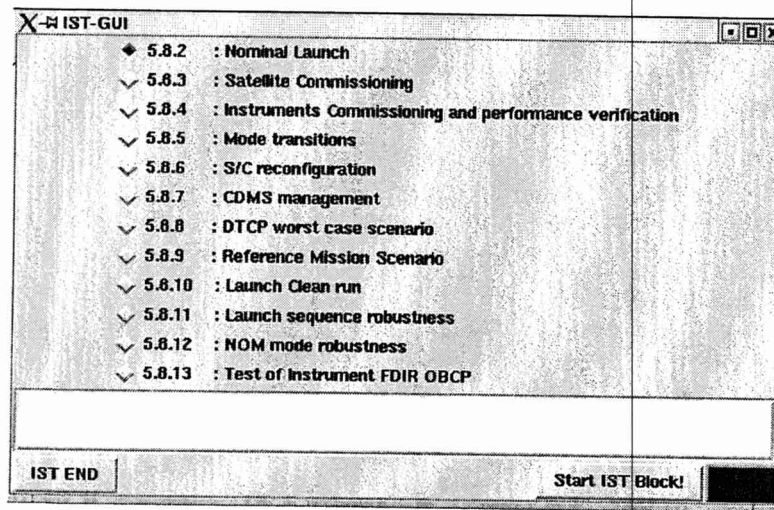 IST-GUI
5.8.2 : Nominal Launch
5.8.3 : Satellite Commissioning
5.8.4 : Instruments Commissioning and performance verification
5.8.5 : Mode transitions
5.8.6 : S/C reconfiguration
5.8.7 : CDMS management
5.8.8 : DTCP worst case scenario
5.8.9 : Reference Mission Scenario
5.8.10 : Launch Clean run
5.8.11 : Launch sequence robustness
5.8.12 : NOM mode robustness
5.8.13 : Test of Instrument FDIR OBCP
IST END
Start IST Block!